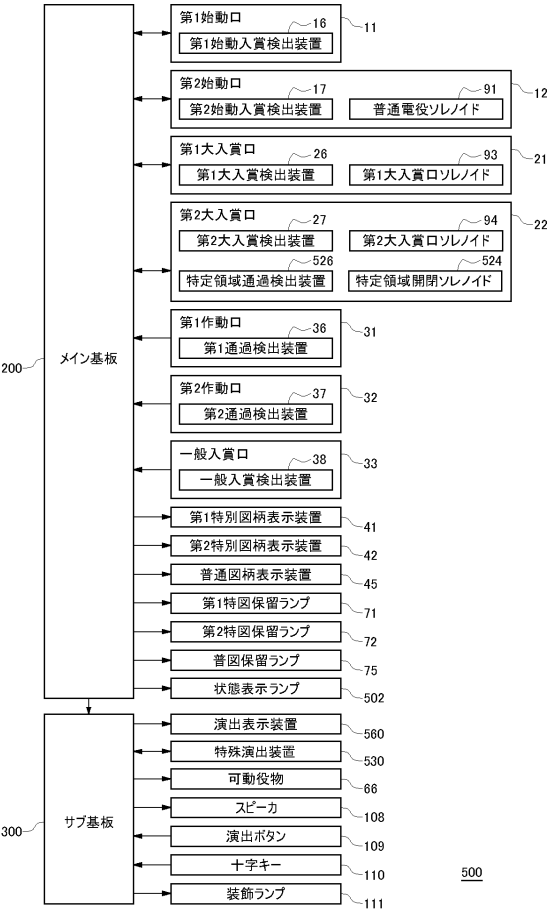 第1始動口
16
11
第1始動入賞検出装置
第2始動口
17
91
12
第2始動入賞検出装置
普通電役ソレノイド
第1大入賞口
26
93
21
第1大入賞検出装置
第1大入賞口ソレノイド
第2大入賞口
27
94
22
第2大入賞検出装置
第2大入賞口ソレノイド
526
524
特定領域通過検出装置
特定領域開閉ソレノイド
第1作動口
36
31
第1通過検出装置
200
メイン基板
第2作動口
37
32
第2通過検出装置
一般入賞口
38
33
一般入賞検出装置
第1特別図柄表示装置
41
第2特別図柄表示装置
42
普通図柄表示装置
45
第1特図保留ランプ
71
第2特図保留ランプ
72
普図保留ランプ
75
状態表示ランプ
502
演出表示装置
560
特殊演出装置
530
可動役物
66
スピーカ
108
300
サブ基板
演出ボタン
109
十字キー
110
装飾ランプ
111
500